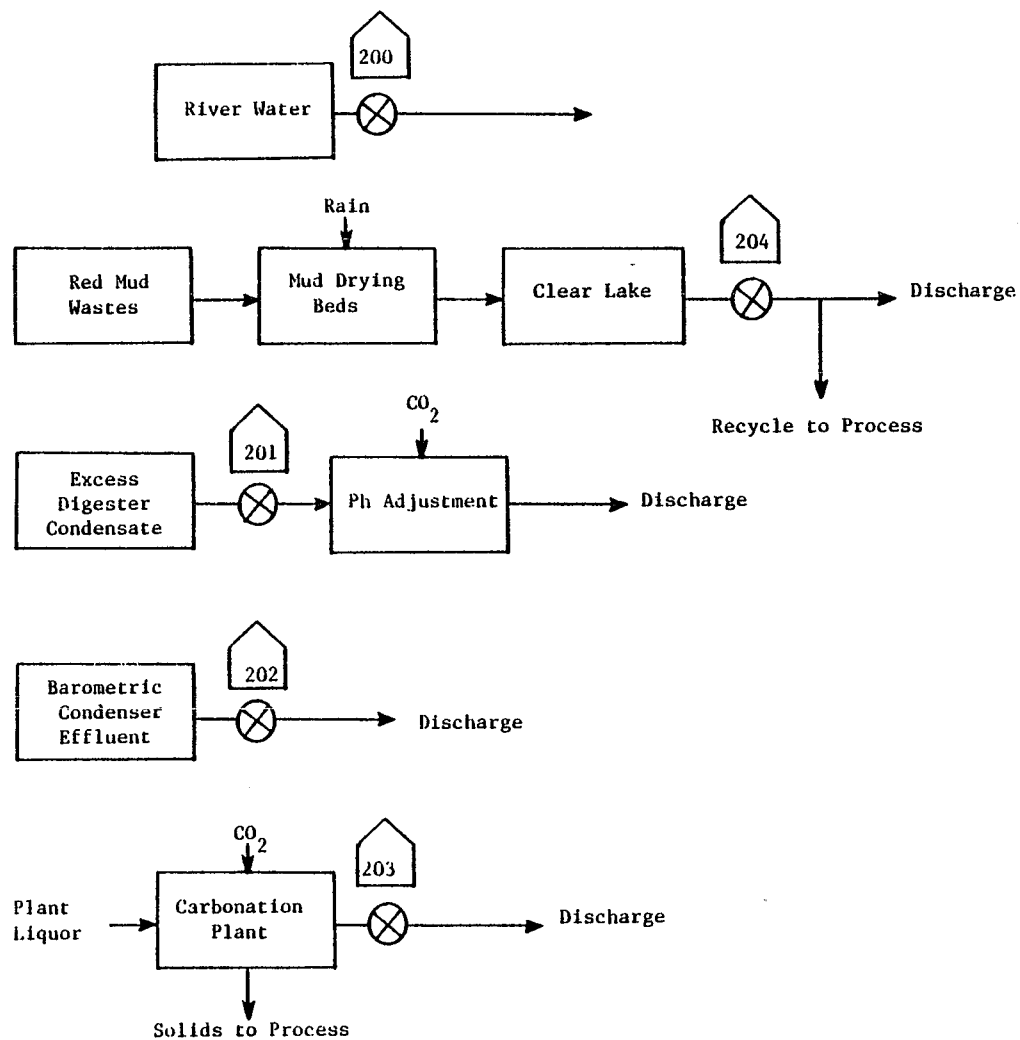 200
River Water
Rain
204
Red Mud
Wastes
Mud Drying
Beds
Clear Lake
Discharge
Recycle to Process
CO2
201
Excess
Digester
Condensate
Ph Adjustment
Discharge
202
Barometric
Condenser
Effluent
Discharge
CO2
203
Plant
Liquor
Carbonation
Plant
Discharge
Solids to Process